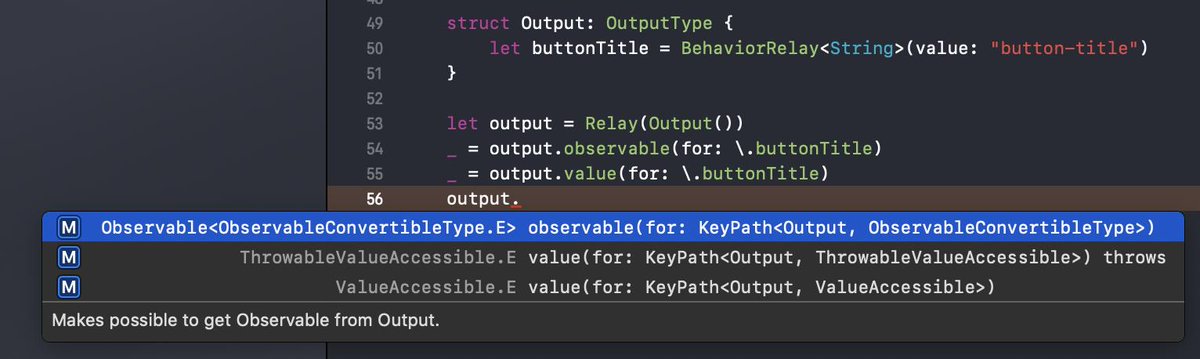 48
49 struct Output: OutputType {
50 let buttonTitle = BehaviorRelay<String>(value: "button-title")
51 }
52
53 let output = Relay(Output())
54 _ = output.observable(for: \.buttonTitle)
55 _ = output.value(for: \.buttonTitle)
56 output.
M Observable<ObservableConvertibleType.E> observable(for: KeyPath<Output, ObservableConvertibleType>)
M ThrowableValueAccessible.E value(for: KeyPath<Output, ThrowableValueAccessible>) throws
M ValueAccessible.E value(for: KeyPath<Output, ValueAccessible>)
Makes possible to get Observable from Output.